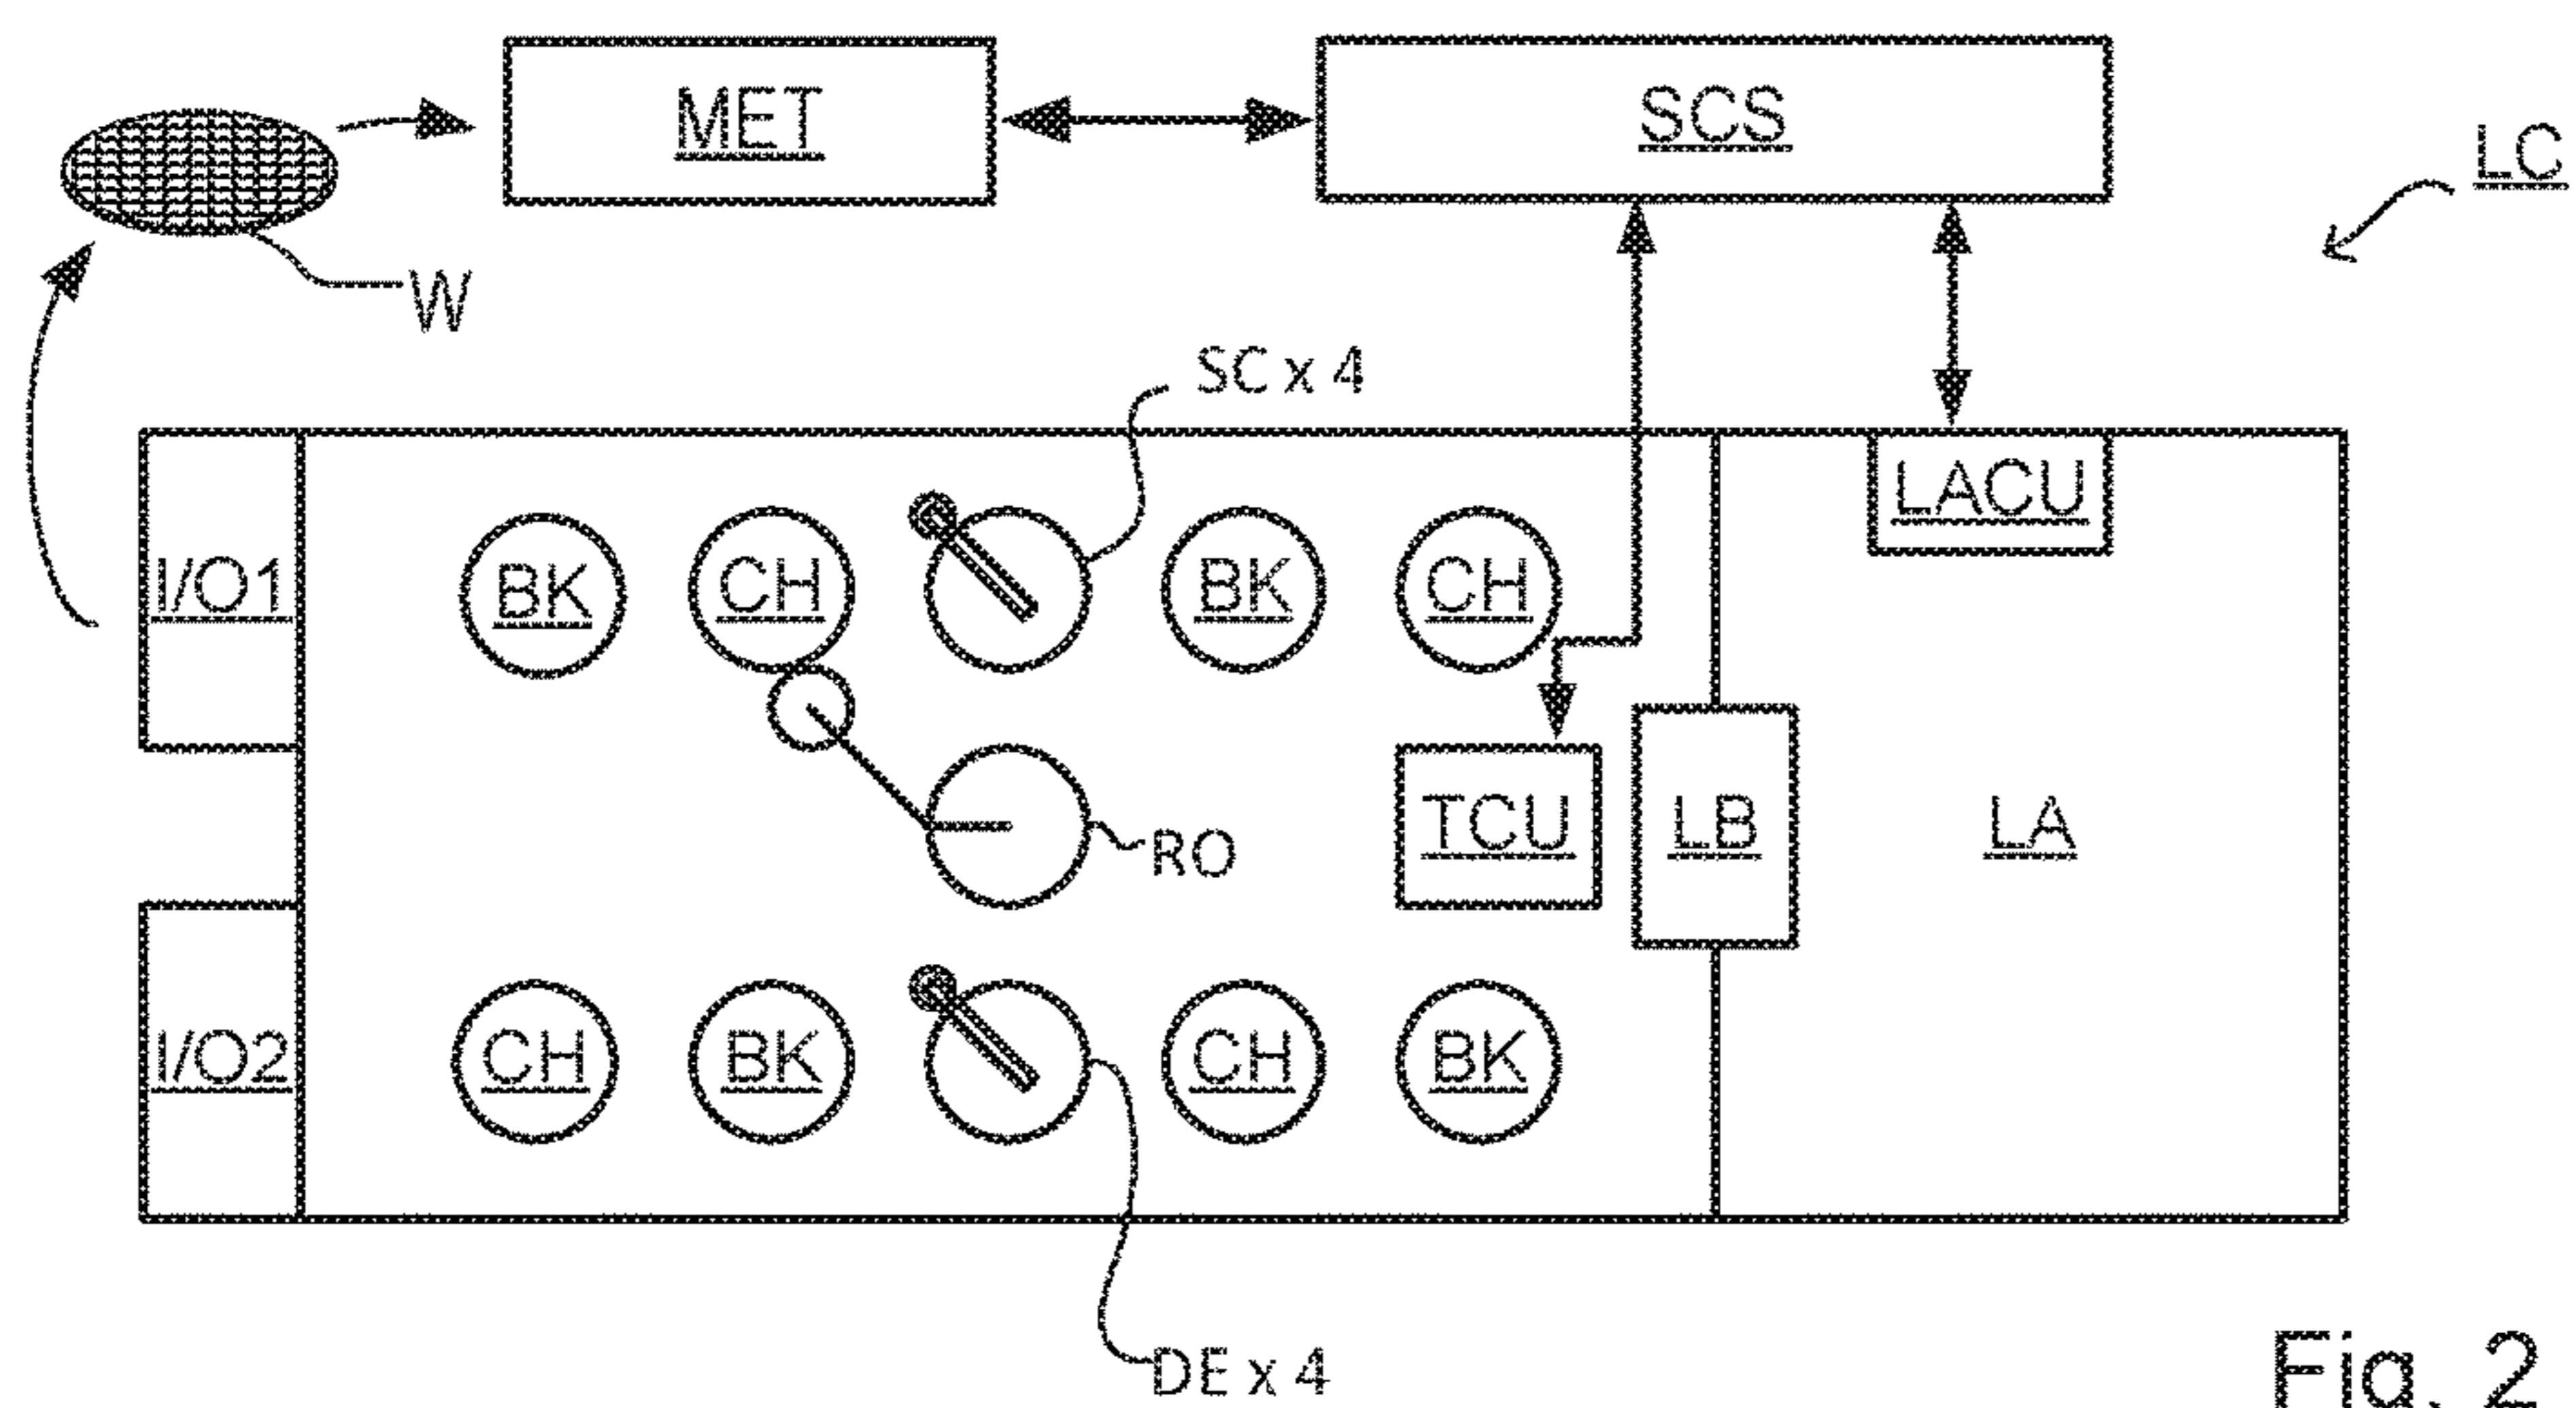 MET
SCS
LC
W
SC x 4
LACU
I/O1
BK
CH
BK
CH
RO
TCU
LB
LA
I/O2
CH
BK
CH
BK
DE x 4
Fig. 2